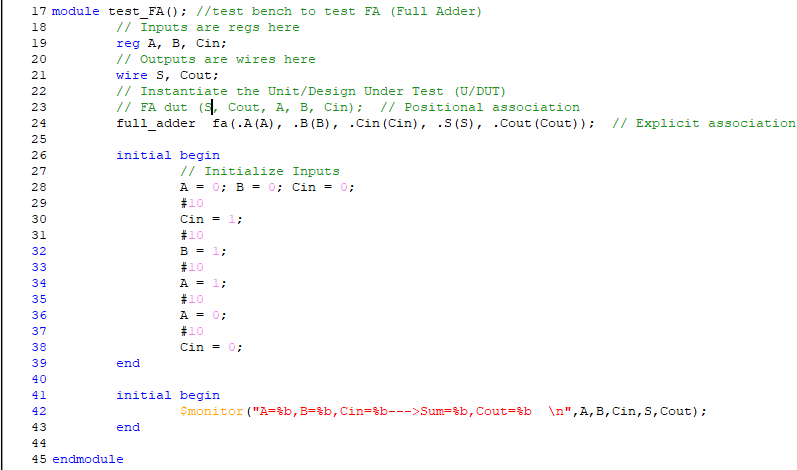 17 module test_FA(); //test bench to test FA (Full Adder)
18 // Inputs are regs here
19 reg A, B, Cin;
20 // Outputs are wires here
21 wire S, Cout;
22 // Instantiate the Unit/Design Under Test (U/DUT)
23 // FA dut (S, Cout, A, B, Cin); // Positional association
24 full_adder fa(.A(A), .B(B), .Cin(Cin), .S(S), .Cout(Cout)); // Explicit association
25
26 initial begin
27 // Initialize Inputs
28 A = 0; B = 0; Cin = 0;
29 #10
30 Cin = 1;
31 #10
32 B = 1;
33 #10
34 A = 1;
35 #10
36 A = 0;
37 #10
38 Cin = 0;
39 end
40
41 initial begin
42 $monitor("A=%b,B=%b,Cin=%b--->Sum=%b,Cout=%b \n",A,B,Cin,S,Cout);
43 end
44
45 endmodule